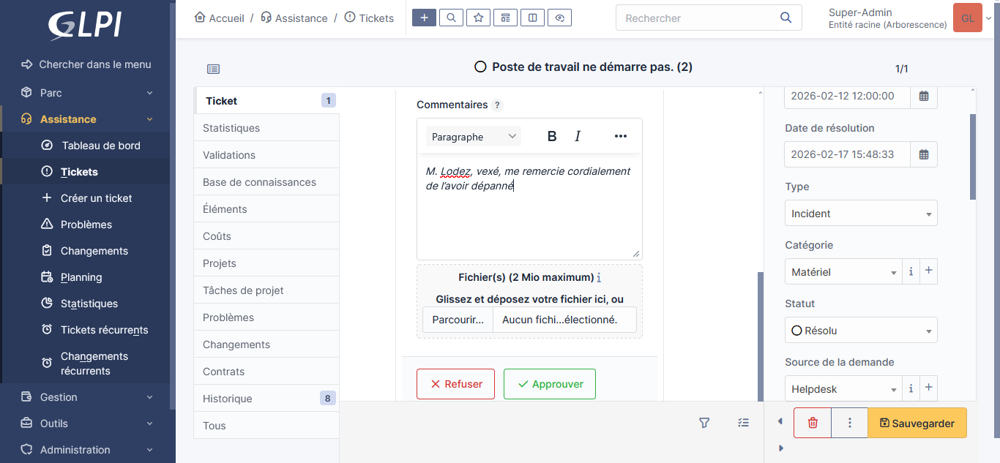 GLPI
Chercher dans le menu
Parc
Assistance
Tableau de bord
Tickets
Créer un ticket
Problèmes
Changements
Planning
Statistiques
Tickets récurrents
Changements
récurrents
Gestion
Outils
Administration
Accueil / Assistance / Tickets
Rechercher
Super-Admin
Entité racine (Arborescence)
GL
Poste de travail ne démarre pas. (2)
1/1
Ticket 1
Statistiques
Validations
Base de connaissances
Éléments
Coûts
Projets
Tâches de projet
Problèmes
Changements
Contrats
Historique 8
Tous
Commentaires ?
Paragraphe B I ...
M. Lodez, vexé, me remercie cordialement
de l'avoir dépanné
Fichier(s) (2 Mio maximum) i
Glissez et déposez votre fichier ici, ou
Parcourir... Aucun fichi...électionné.
Refuser Approuver
2026-02-12 12:00:00
Date de résolution
2026-02-17 15:48:33
Type
Incident
Catégorie
Matériel i +
Statut
Résolu
Source de la demande
Helpdesk i +
Sauvegarder